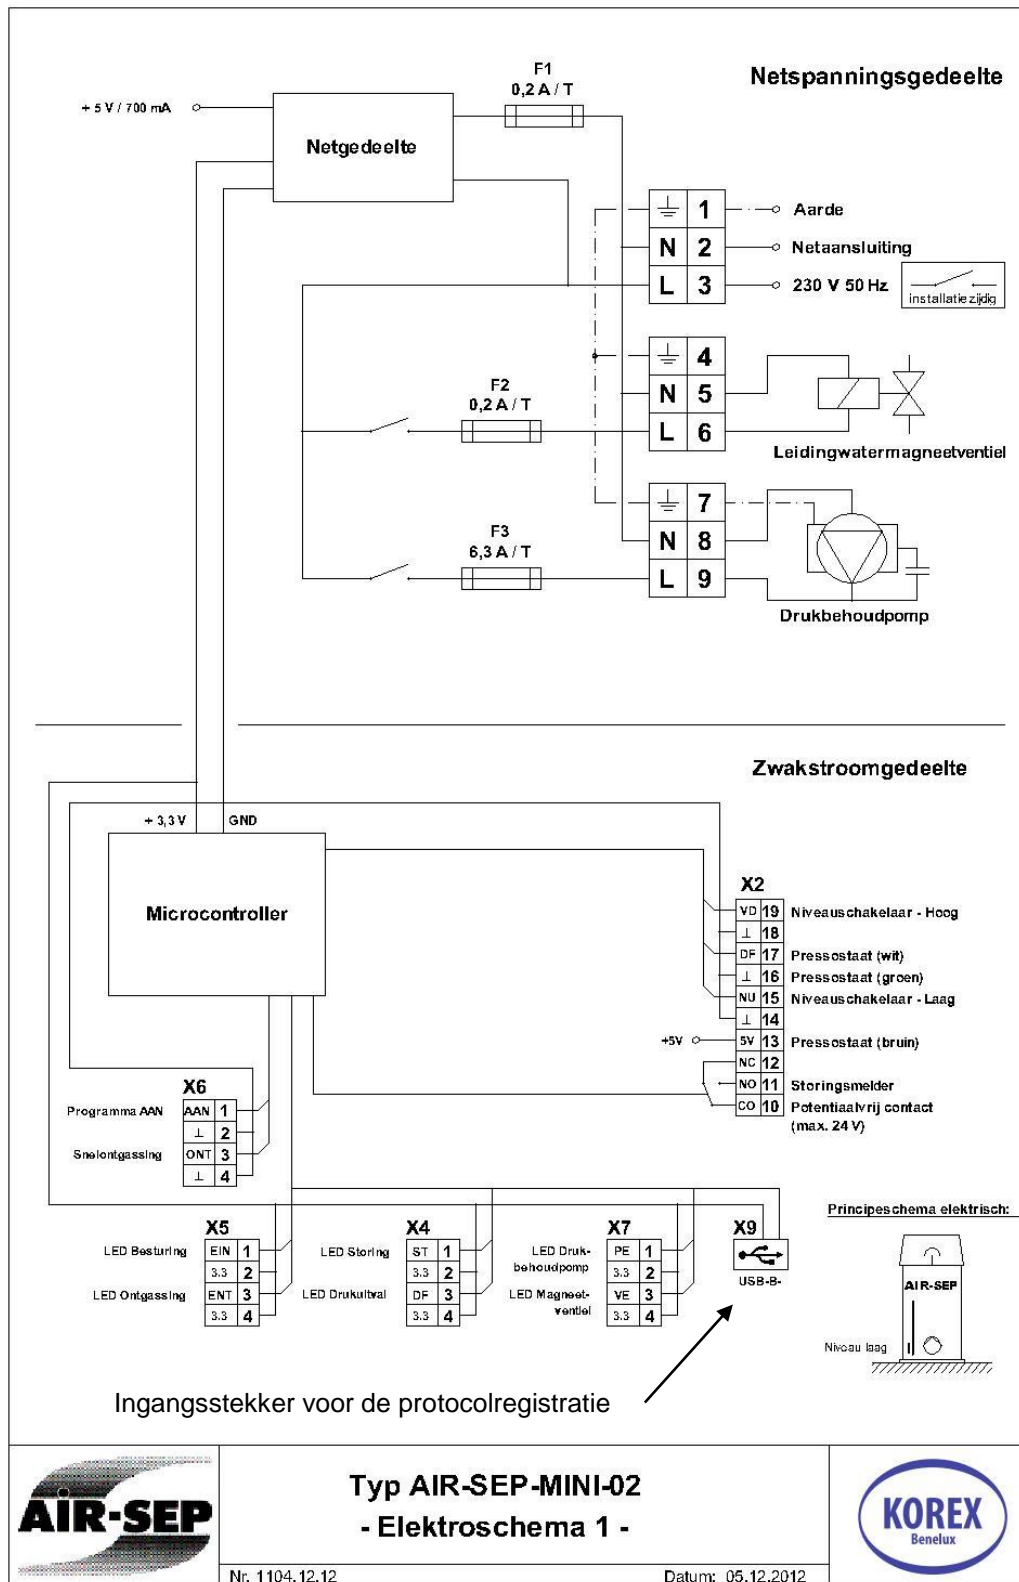 Netspanningsgedeelte
F1
0,2 A / T
+ 5 V / 700 mA
Netgedeelte
1 Aarde
N 2 Netaansluiting
L 3 230 V 50 Hz
installatiezijdig
4
N 5
L 6
F2
0,2 A / T
Leidingwatermagneetventiel
7
N 8
L 9
F3
6,3 A / T
Drukbehoudpomp
Zwakstroomgedeelte
+ 3,3 V GND
Microcontroller
X2
VD 19 Niveauschakelaar - Hoog
⊥ 18
DF 17 Pressostaat (wit)
⊥ 16 Pressostaat (groen)
NU 15 Niveauschakelaar - Laag
⊥ 14
+5V 5V 13 Pressostaat (bruin)
NC 12
NO 11 Storingsmelder
CO 10 Potentiaalvrij contact
(max. 24 V)
X6
Programma AAN AAN 1
⊥ 2
Snelontgassing ONT 3
⊥ 4
X5
LED Besturing EIN 1
3.3 2
LED Ontgassing ENT 3
3.3 4
X4
LED Storing ST 1
3.3 2
LED Drukuitval DF 3
3.3 4
X7
LED Druk-
behoudpomp
PE 1
3.3 2
LED Magneet-
ventiel
VE 3
3.3 4
X9
USB-B-
Principeschema elektrisch:
AIR-SEP
Niveau laag
Ingangsstekker voor de protocolregistratie
AIR-SEP
Typ AIR-SEP-MINI-02
- Elektroschema 1 -
Nr. 1104.12.12 Datum: 05.12.2012
KOREX
Benelux